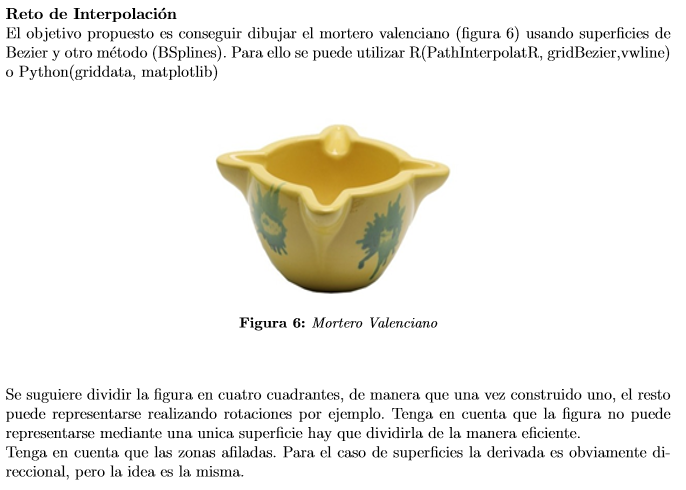 Reto de Interpolación
El objetivo propuesto es conseguir dibujar el mortero valenciano (figura 6) usando superficies de
Bezier y otro método (BSplines). Para ello se puede utilizar R(PathInterpolatR, gridBezier,vwline)
o Python(griddata, matplotlib)
Figura 6: Mortero Valenciano
Se suguiere dividir la figura en cuatro cuadrantes, de manera que una vez construido uno, el resto
puede representarse realizando rotaciones por ejemplo. Tenga en cuenta que la figura no puede
representarse mediante una unica superficie hay que dividirla de la manera eficiente.
Tenga en cuenta que las zonas afiladas. Para el caso de superficies la derivada es obviamente di-
reccional, pero la idea es la misma.